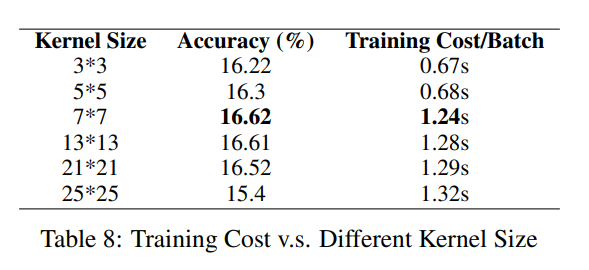 Kernel Size Accuracy (%) Training Cost/Batch
3*3 16.22 0.67s
5*5 16.3 0.68s
7*7 16.62 1.24s
13*13 16.61 1.28s
21*21 16.52 1.29s
25*25 15.4 1.32s
Table 8: Training Cost v.s. Different Kernel Size